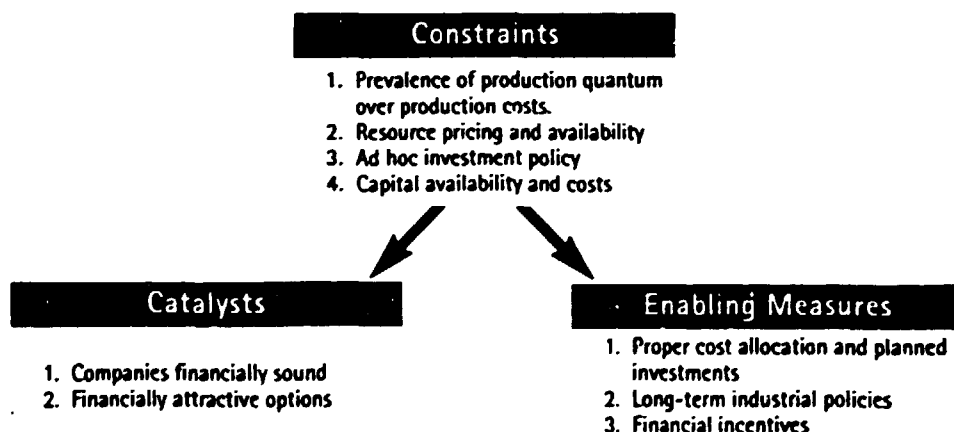 Constraints
1. Prevalence of production quantum
over production costs.
2. Resource pricing and availability
3. Ad hoc investment policy
4. Capital availability and costs
Catalysts
1. Companies financially sound
2. Financially attractive options
Enabling Measures
1. Proper cost allocation and planned
investments
2. Long-term industrial policies
3. Financial incentives